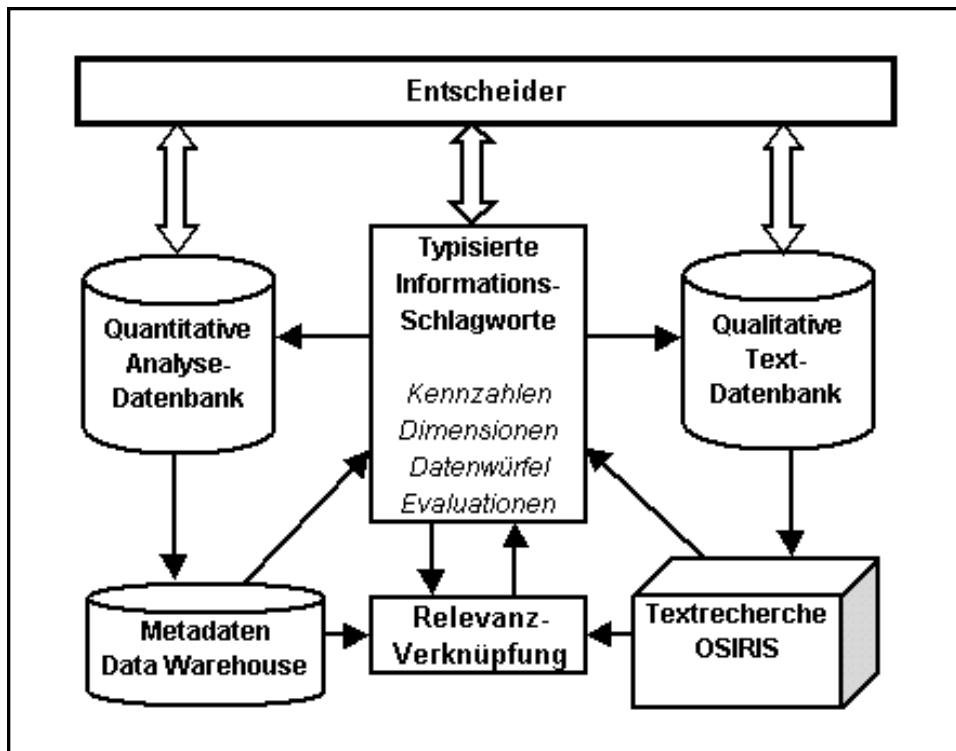 Entscheider
Quantitative
Analyse-
Datenbank
Typisierte
Informations-
Schlagworte
Kennzahlen
Dimensionen
Datenwürfel
Evaluationen
Qualitative
Text-
Datenbank
Metadaten
Data Warehouse
Relevanz-
Verknüpfung
Textrecherche
OSIRIS